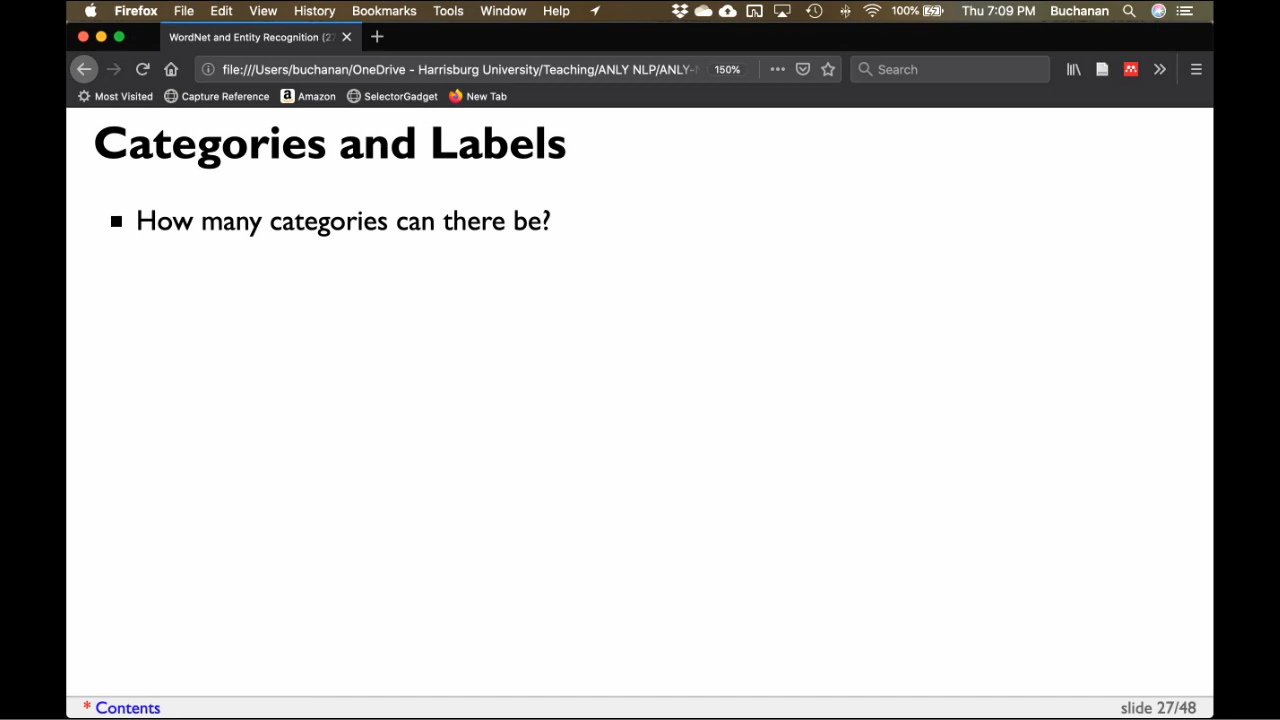 Firefox File Edit View History Bookmarks Tools Window Help 100% Thu 7:09 PM Buchanan
WordNet and Entity Recognition (2
file:///Users/buchanan/OneDrive - Harrisburg University/Teaching/ANLY NLP/ANLY- 150% Search
Most Visited Capture Reference Amazon SelectorGadget New Tab
Categories and Labels
How many categories can there be?
* Contents slide 27/48